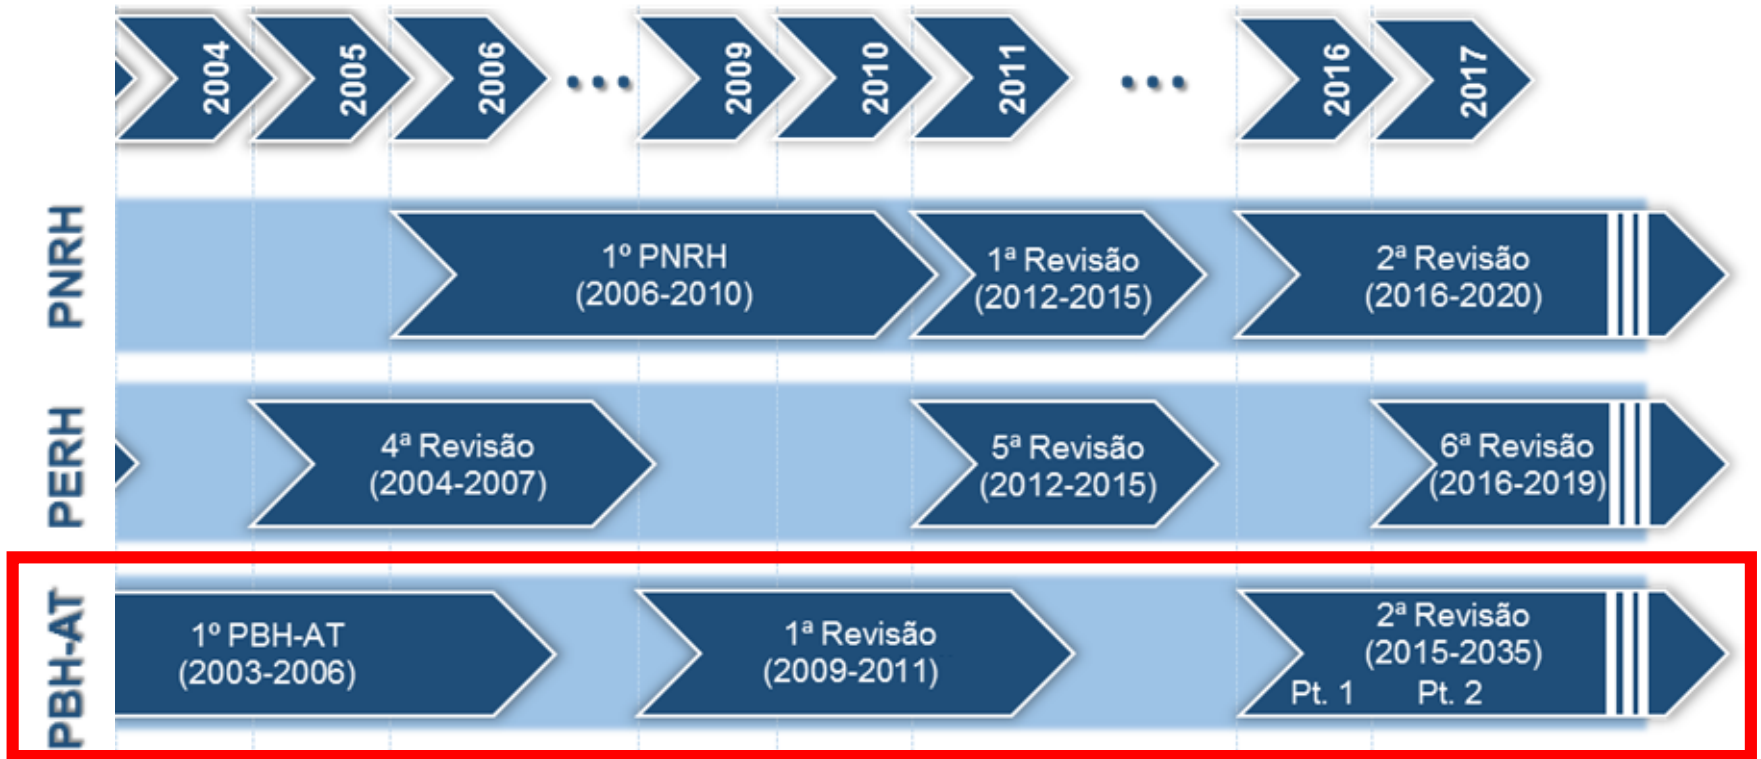 2004
2005
2006
...
2009
2010
2011
...
2016
2017
PNRH
1º PNRH
(2006-2010)
1ª Revisão
(2012-2015)
2ª Revisão
(2016-2020)
PERH
4ª Revisão
(2004-2007)
5ª Revisão
(2012-2015)
6ª Revisão
(2016-2019)
PBH-AT
1º PBH-AT
(2003-2006)
1ª Revisão
(2009-2011)
2ª Revisão
(2015-2035)
Pt. 1 Pt. 2